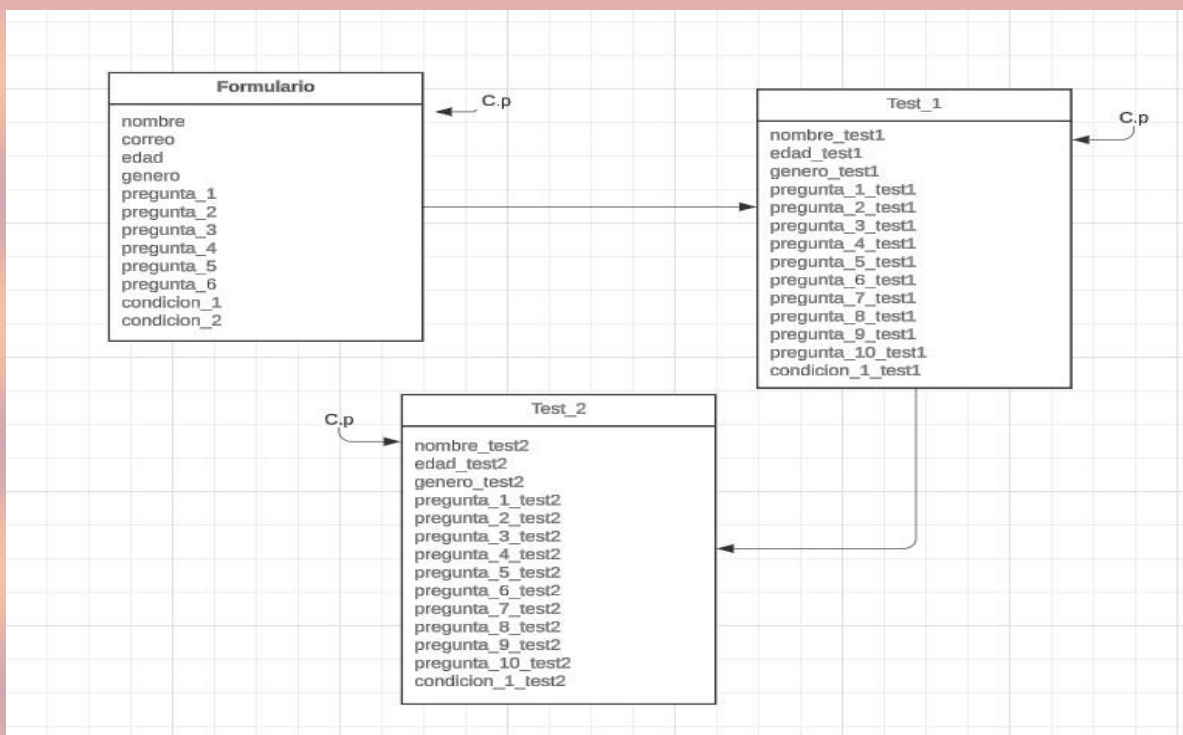 Formulario
C.p
nombre
correo
edad
genero
pregunta_1
pregunta_2
pregunta_3
pregunta_4
pregunta_5
pregunta_6
condicion_1
condicion_2
Test_1
C.p
nombre_test1
edad_test1
genero_test1
pregunta_1_test1
pregunta_2_test1
pregunta_3_test1
pregunta_4_test1
pregunta_5_test1
pregunta_6_test1
pregunta_7_test1
pregunta_8_test1
pregunta_9_test1
pregunta_10_test1
condicion_1_test1
Test_2
C.p
nombre_test2
edad_test2
genero_test2
pregunta_1_test2
pregunta_2_test2
pregunta_3_test2
pregunta_4_test2
pregunta_5_test2
pregunta_6_test2
pregunta_7_test2
pregunta_8_test2
pregunta_9_test2
pregunta_10_test2
condicion_1_test2